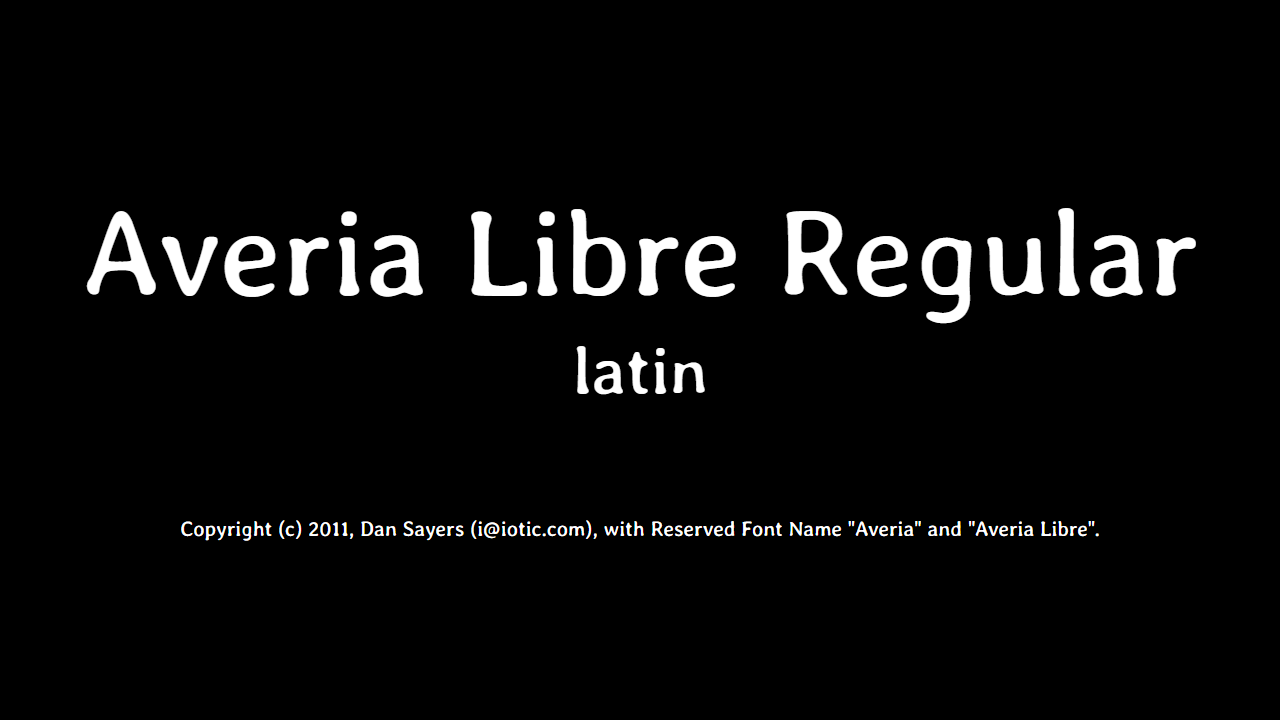 Averia Libre Regular
latin
Copyright (c) 2011, Dan Sayers (i@iotic.com), with Reserved Font Name "Averia" and "Averia Libre".